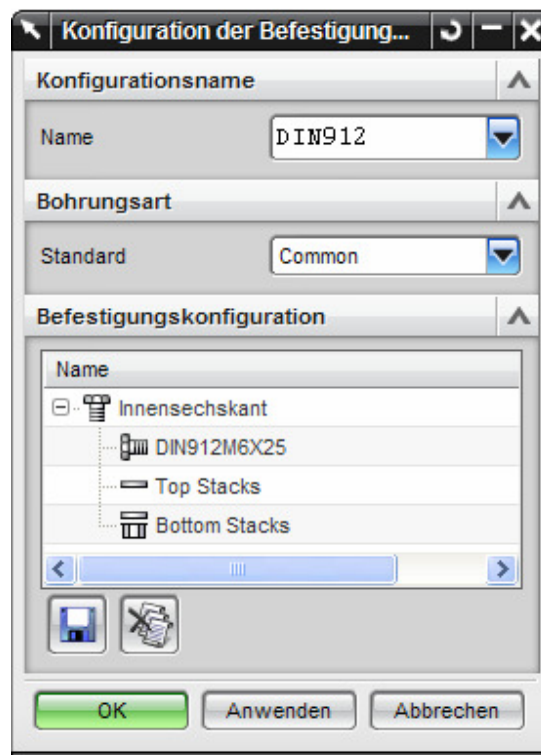 Konfiguration der Befestigung...
Konfigurationsname
Name DIN912
Bohrungsart
Standard Common
Befestigungskonfiguration
Name
Innensechskant
DIN912M6X25
Top Stacks
Bottom Stacks
OK Anwenden Abbrechen